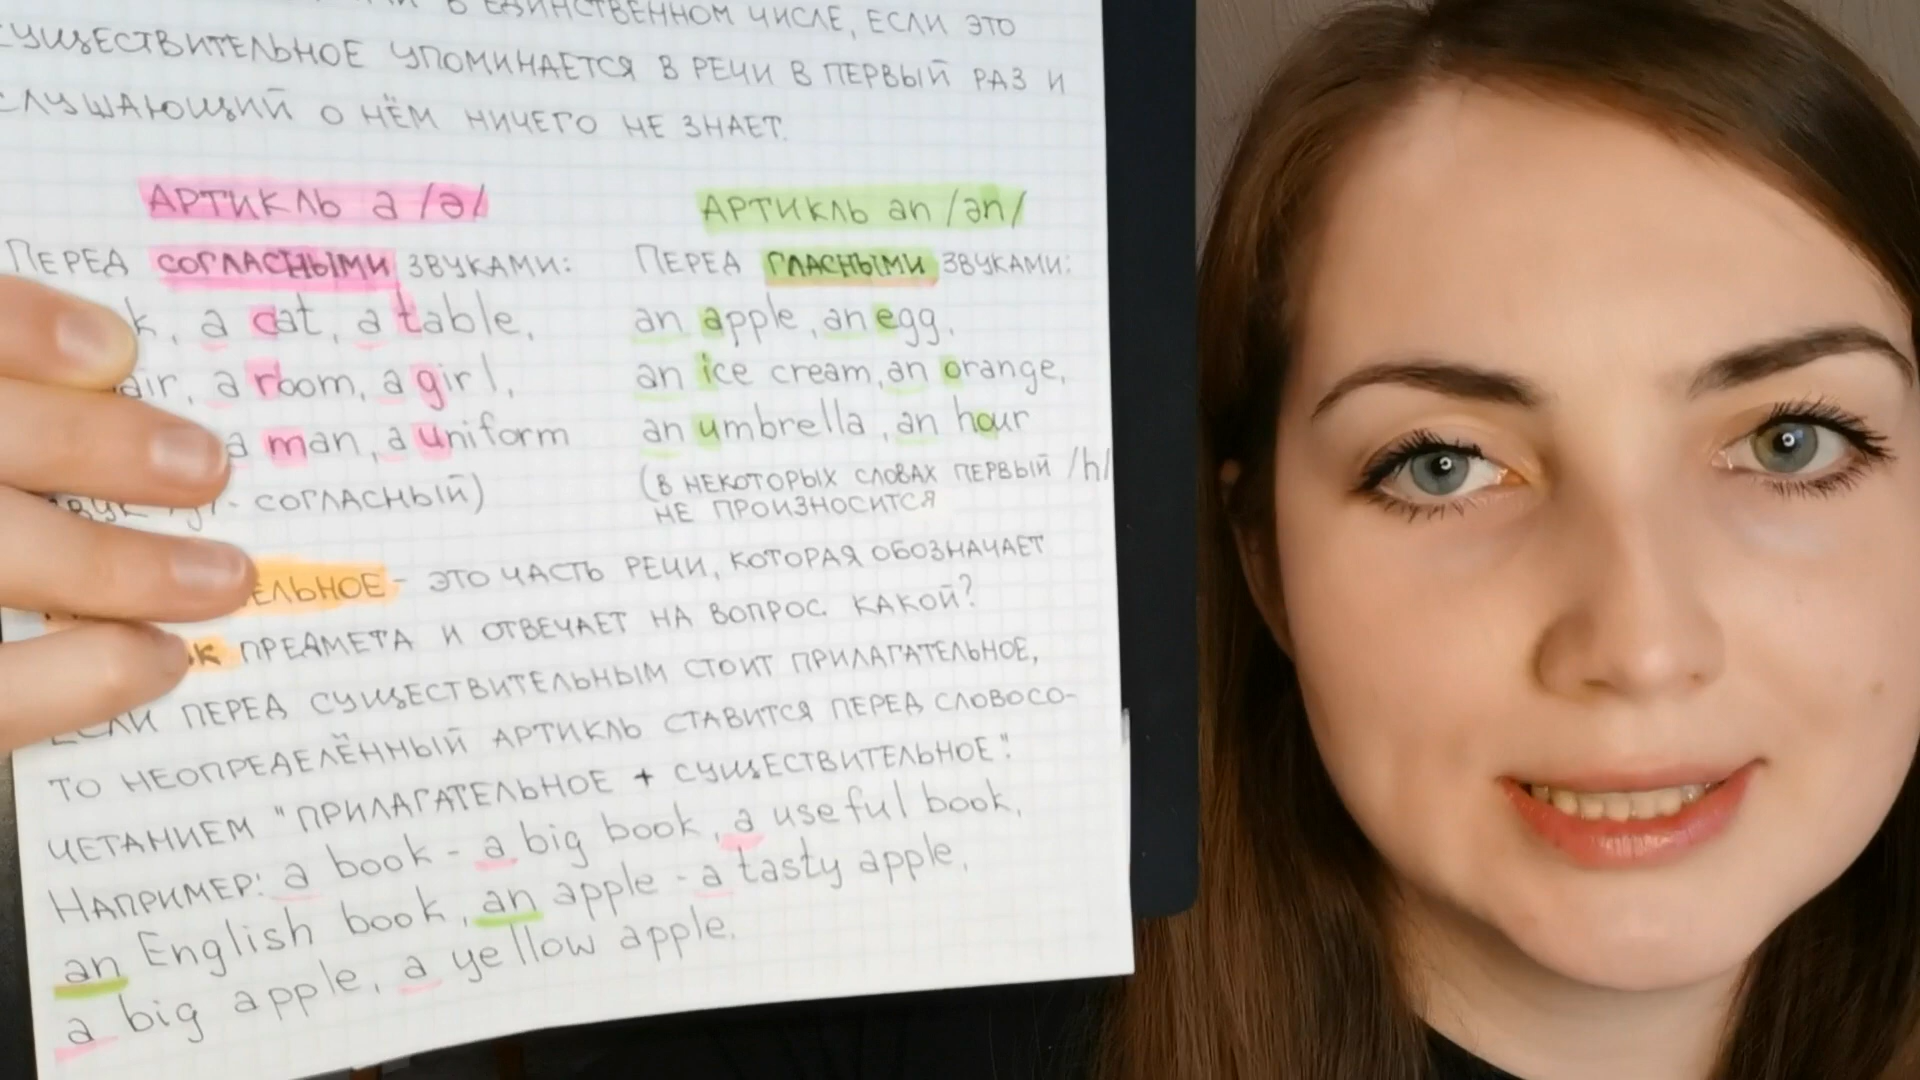 В ЕДИНСТВЕННОМ ЧИСЛЕ, ЕСЛИ ЭТО
СУЩЕСТВИТЕЛЬНОЕ УПОМИНАЕТСЯ В РЕЧИ В ПЕРВЫЙ РАЗ И
СЛУШАЮЩИЙ О НЁМ НИЧЕГО НЕ ЗНАЕТ.
АРТИКЛЬ a /ə/
ПЕРЕД СОГЛАСНЫМИ ЗВУКАМИ:
a cat, a table,
a room, a girl,
a man, a uniform
- СОГЛАСНЫЙ)
АРТИКЛЬ an /ən/
ПЕРЕД ГЛАСНЫМИ ЗВУКАМИ:
an apple, an egg,
an ice cream, an orange,
an umbrella, an hour
(В НЕКОТОРЫХ СЛОВАХ ПЕРВЫЙ /h/
НЕ ПРОИЗНОСИТСЯ
ЕЛЬНОЕ - ЭТО ЧАСТЬ РЕЧИ, КОТОРАЯ ОБОЗНАЧАЕТ
ПРЕДМЕТА И ОТВЕЧАЕТ НА ВОПРОС. КАКОЙ?
ЕСЛИ ПЕРЕД СУЩЕСТВИТЕЛЬНЫМ СТОИТ ПРИЛАГАТЕЛЬНОЕ,
ТО НЕОПРЕДЕЛЁННЫЙ АРТИКЛЬ СТАВИТСЯ ПЕРЕД СЛОВОСО-
ЧЕТАНИЕМ "ПРИЛАГАТЕЛЬНОЕ + СУЩЕСТВИТЕЛЬНОЕ".
НАПРИМЕР: a book - a big book, a useful book,
an English book, an apple - a tasty apple,
a big apple, a yellow apple.